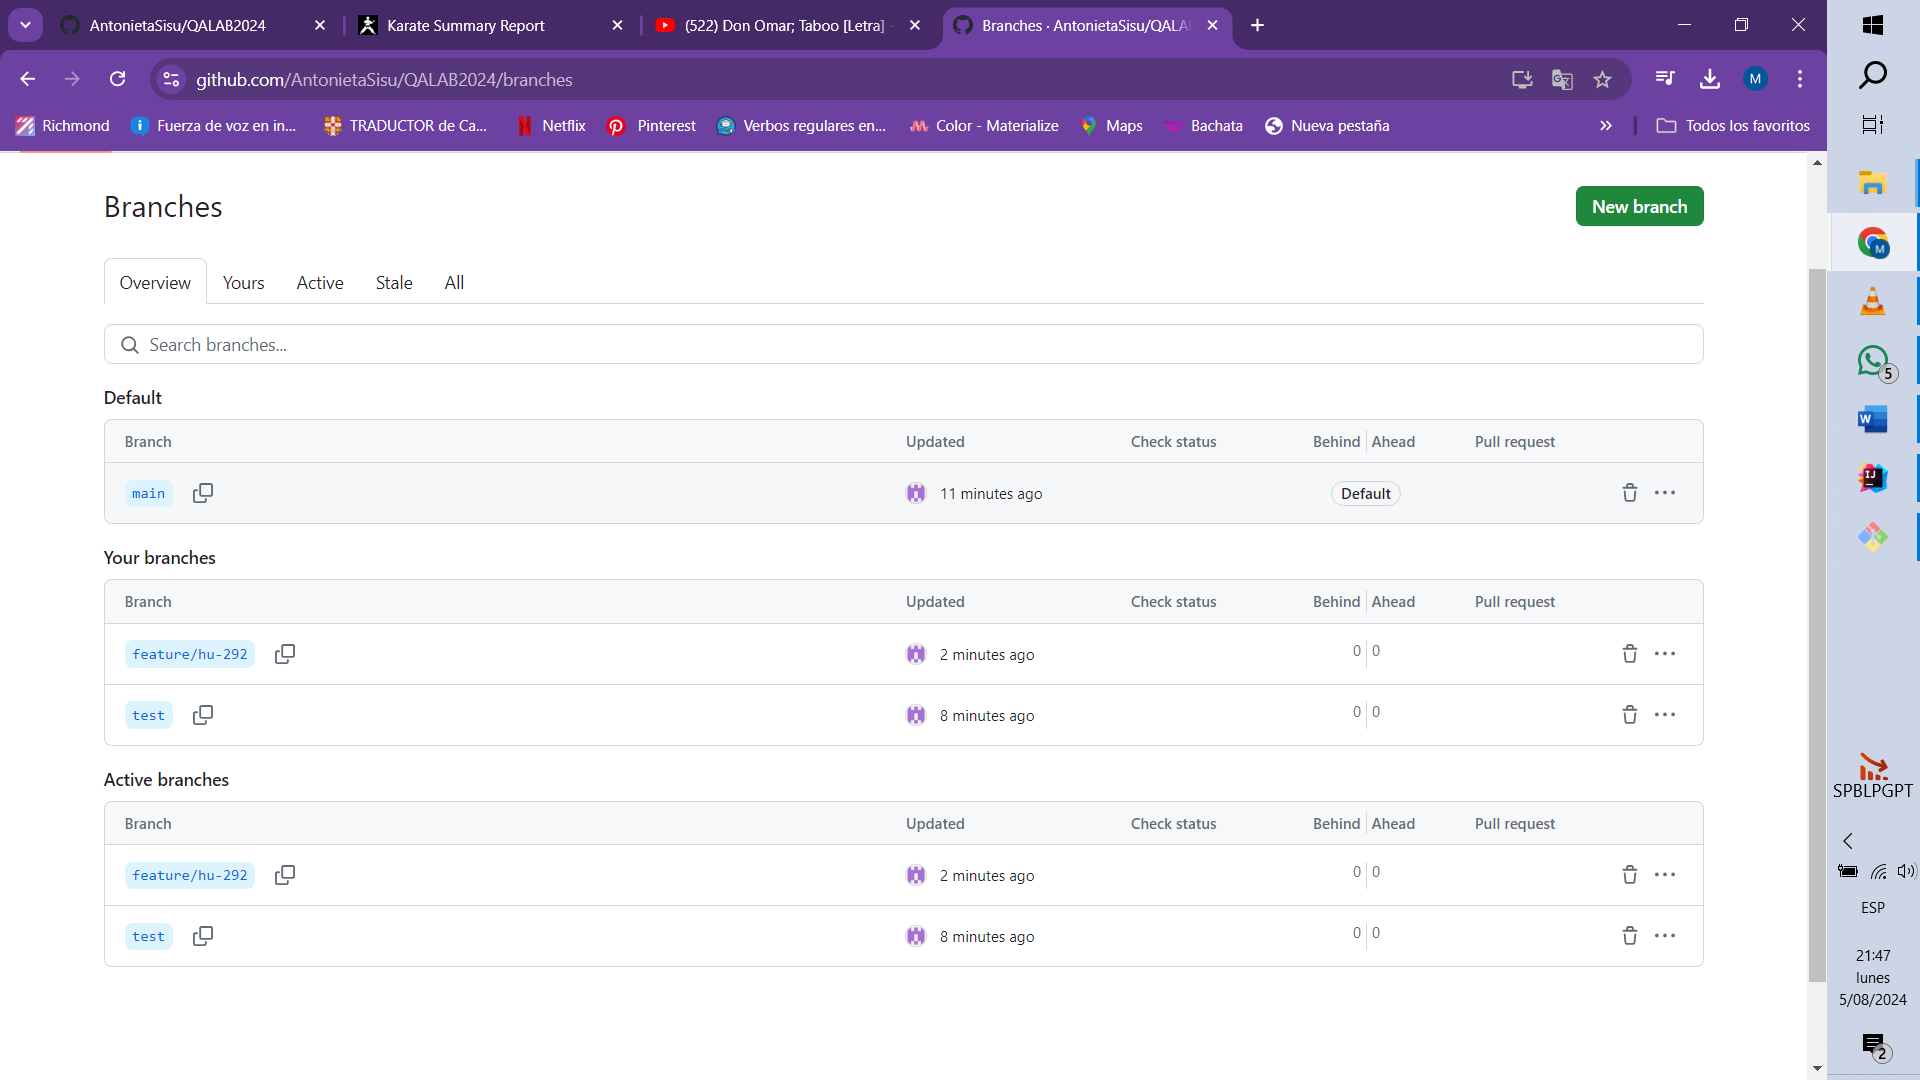 AntonietaSisu/QALAB2024
Karate Summary Report
(522) Don Omar; Taboo [Letra] -
Branches · AntonietaSisu/QALA
github.com/AntonietaSisu/QALAB2024/branches
M
Richmond
Fuerza de voz en in...
TRADUCTOR de Ca...
Netflix
Pinterest
Verbos regulares en...
Color - Materialize
Maps
Bachata
Nueva pestaña
Todos los favoritos
Branches
New branch
Overview Yours Active Stale All
Search branches...
Default
Branch Updated Check status Behind Ahead Pull request
main 11 minutes ago Default
Your branches
Branch Updated Check status Behind Ahead Pull request
feature/hu-292 2 minutes ago 0 0
test 8 minutes ago 0 0
Active branches
Branch Updated Check status Behind Ahead Pull request
feature/hu-292 2 minutes ago 0 0
test 8 minutes ago 0 0
M
5
W
IJ
SPBLPGPT
ESP
21:47
lunes
5/08/2024
2